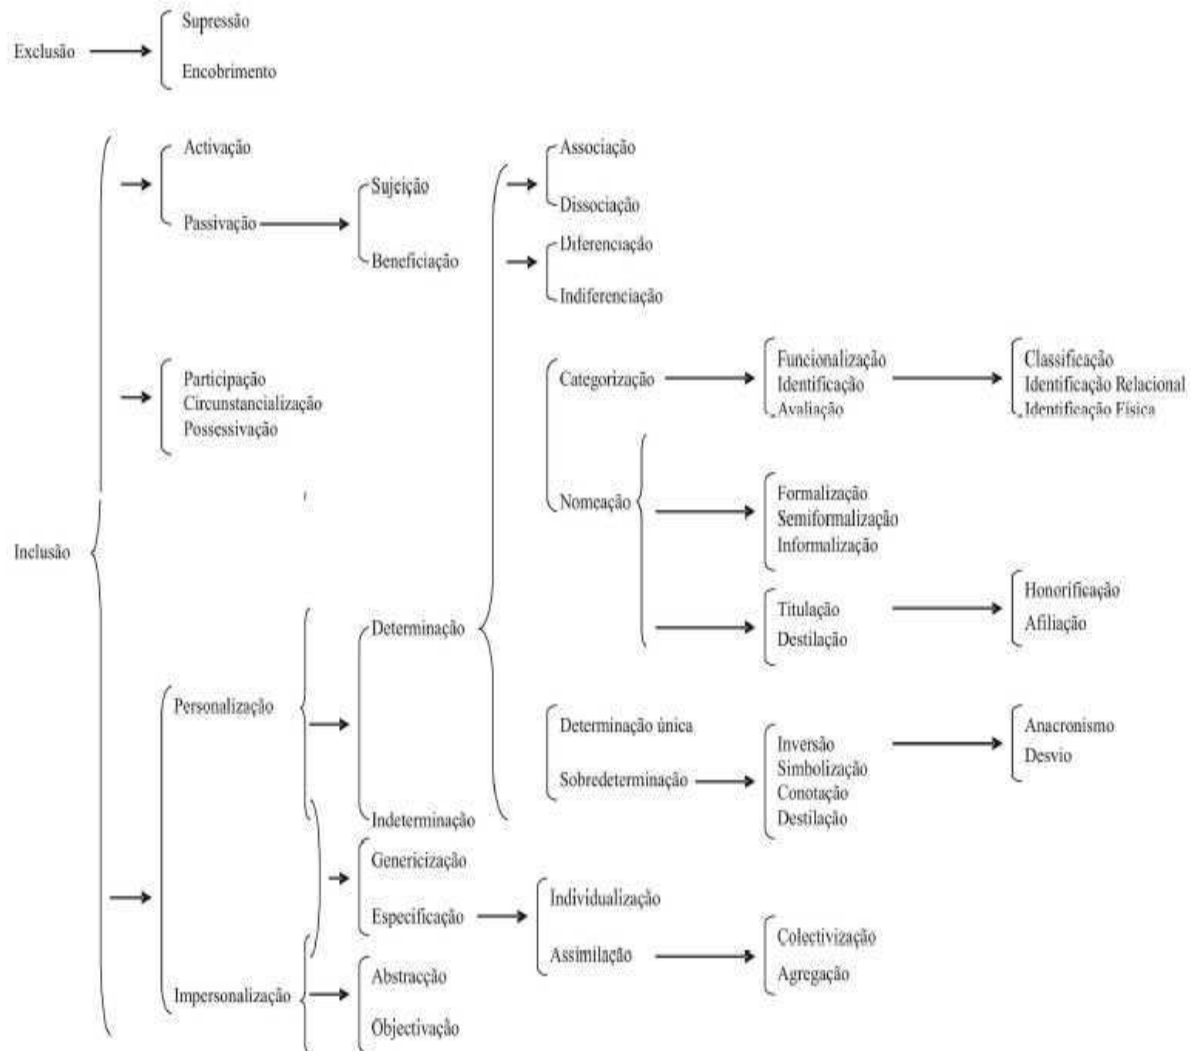 Supressão
Exclusão
Encobrimento
Activação
Associação
Sujeição
Dissociação
Passivação
Diferenciação
Beneficiação
Indiferenciação
Funcionalização
Classificação
Participação
Categorização
Identificação
Identificação Relacional
Circunstancialização
Avaliação
Identificação Física
Possessivação
Formalização
Nomeação
Semiformalização
Informalização
Inclusão
Honorificação
Titulação
Determinação
Afiliação
Destilação
Personalização
Determinação única
Anacronismo
Inversão
Desvio
Simbolização
Sobredeterminação
Conotação
Indeterminação
Destilação
Genericização
Individualização
Especificação
Colectivização
Assimilação
Abstracção
Agregação
Impersonalização
Objectivação